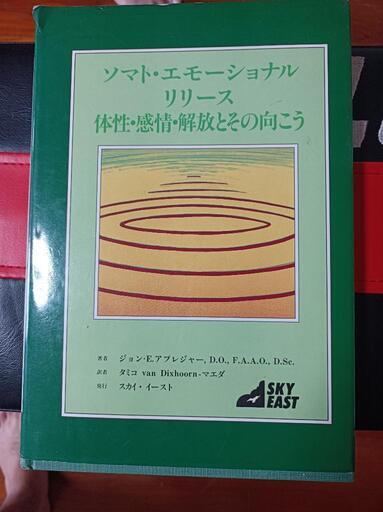 ソマト・エモーショナル
リリース
体性・感情・解放とその向こう
著者 ジョン・E.アプレジャー, D.O., F.A.A.O., D.Sc.
訳者 タミコ van Dixhoorn-マエダ
発行 スカイ・イースト
SKY
EAST